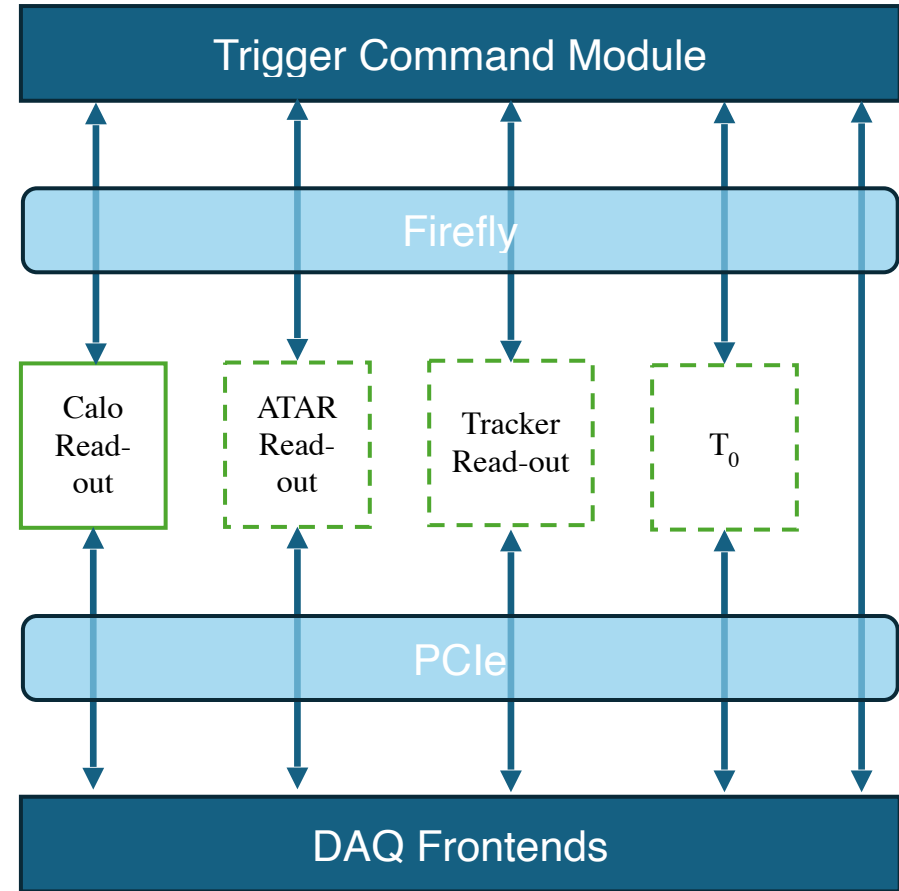 Trigger Command Module
Firefly
Calo
Read-
out
ATAR
Read-
out
Tracker
Read-out
T₀
PCIe
DAQ Frontends